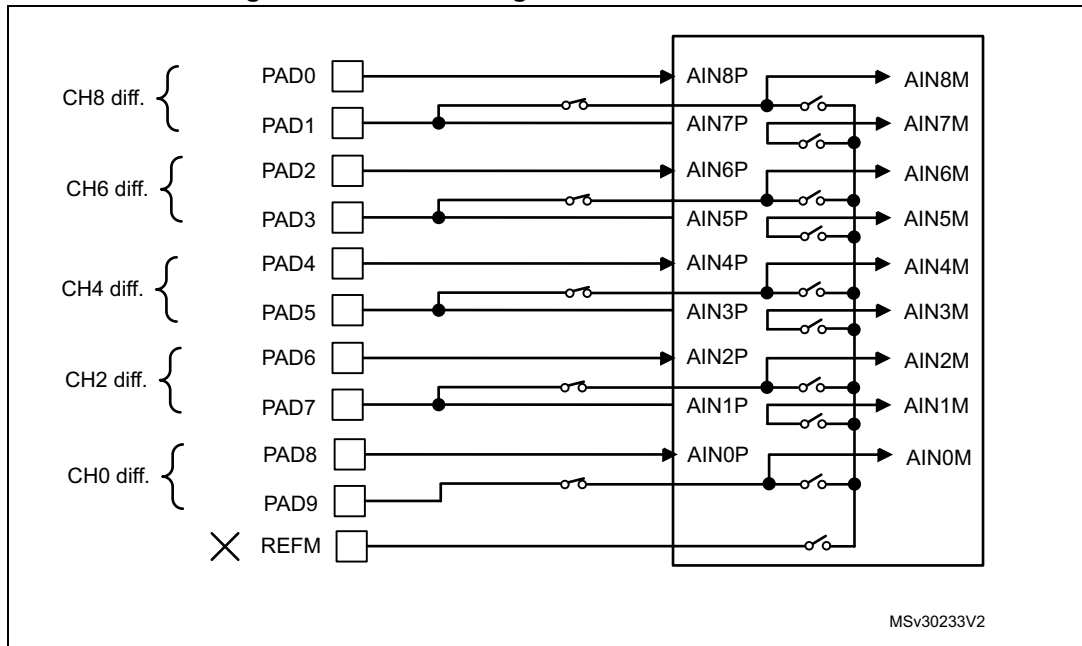 CH8 diff.
PAD0
AIN8P
AIN8M
PAD1
AIN7P
AIN7M
CH6 diff.
PAD2
AIN6P
AIN6M
PAD3
AIN5P
AIN5M
CH4 diff.
PAD4
AIN4P
AIN4M
PAD5
AIN3P
AIN3M
CH2 diff.
PAD6
AIN2P
AIN2M
PAD7
AIN1P
AIN1M
CH0 diff.
PAD8
AIN0P
AIN0M
PAD9
REFM
MSv30233V2